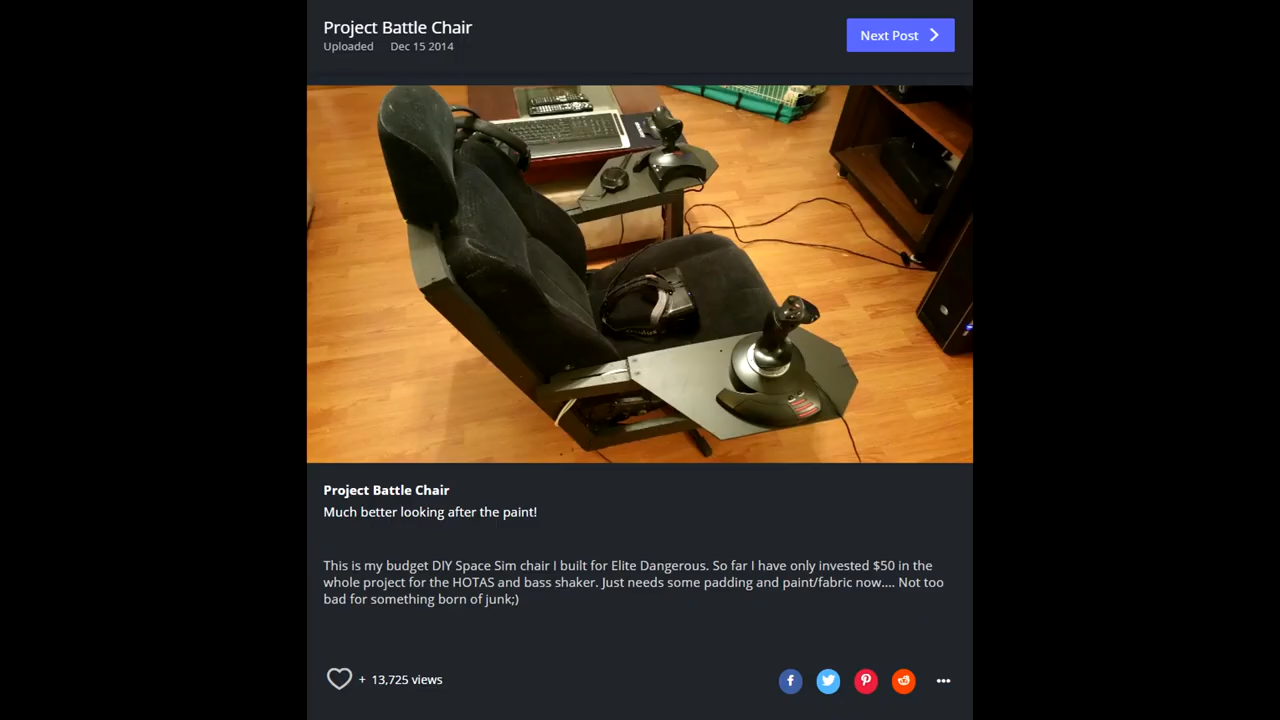 Project Battle Chair
Uploaded Dec 15 2014
Next Post
Project Battle Chair
Much better looking after the paint!
This is my budget DIY Space Sim chair I built for Elite Dangerous. So far I have only invested $50 in the
whole project for the HOTAS and bass shaker. Just needs some padding and paint/fabric now.... Not too
bad for something born of junk;)
+ 13,725 views